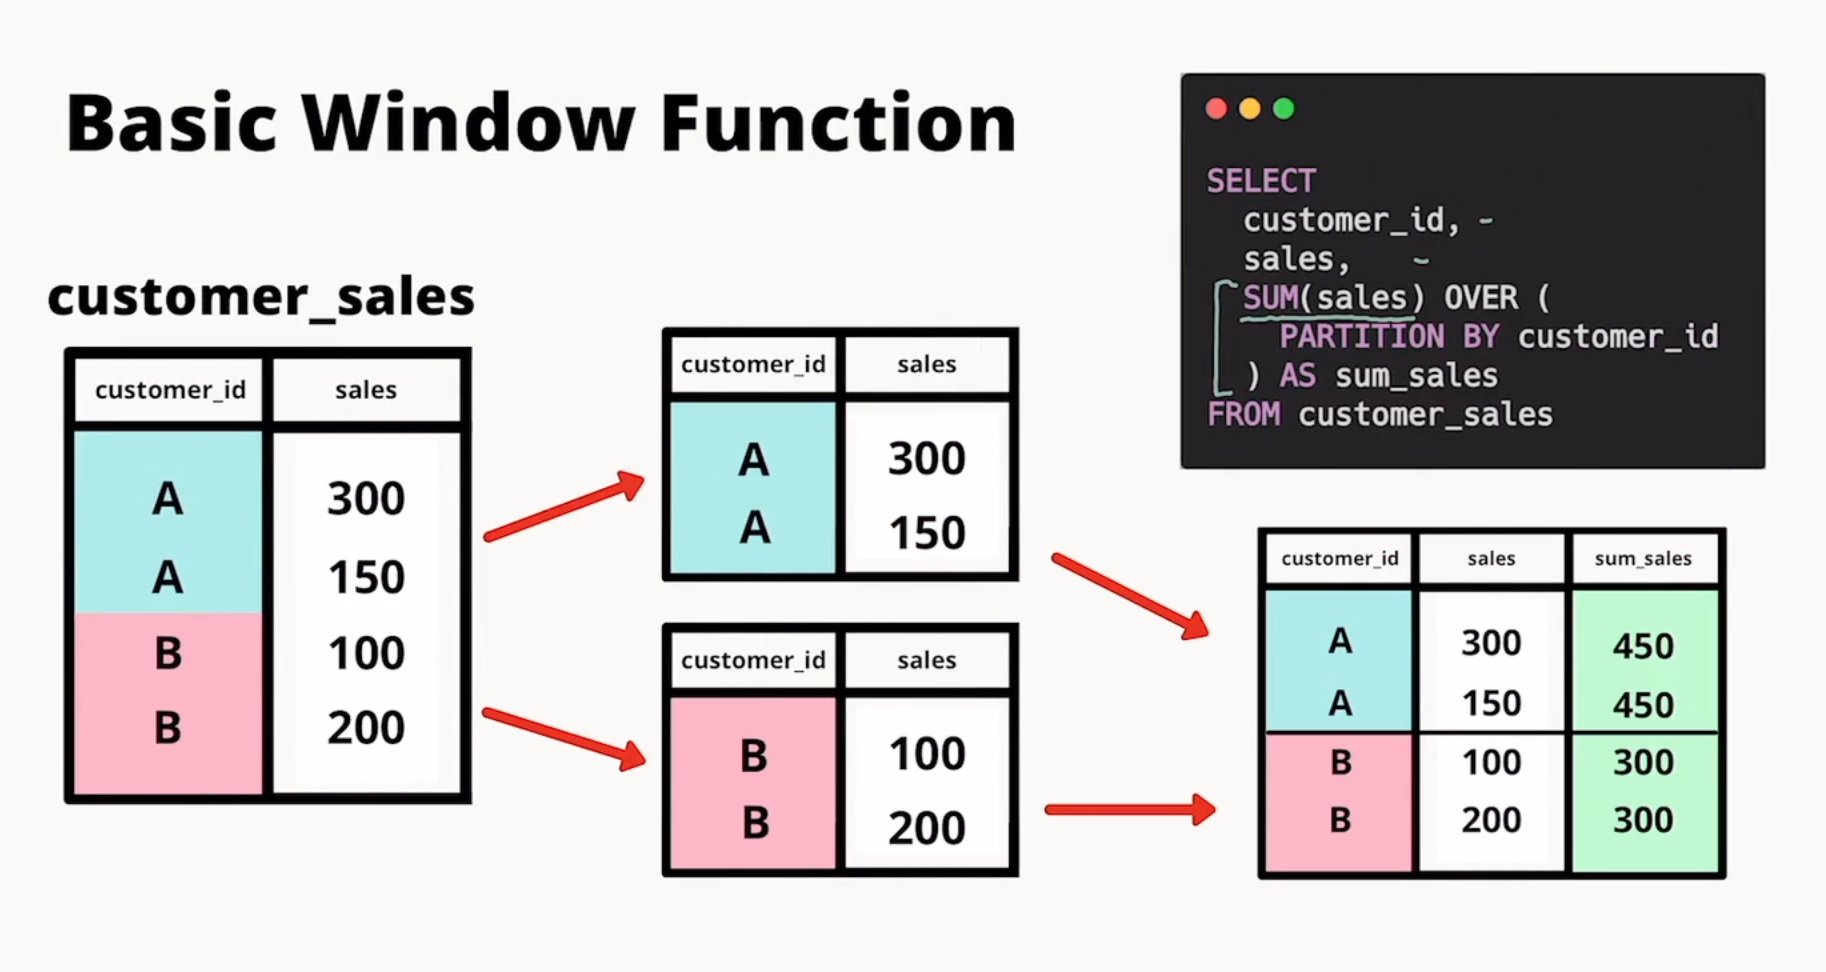 Basic Window Function
SELECT
customer_id,
sales,
SUM(sales) OVER (
PARTITION BY customer_id
) AS sum_sales
FROM customer_sales
customer_sales
customer_id sales
A 300
A 150
B 100
B 200
customer_id sales
A 300
A 150
customer_id sales
B 100
B 200
customer_id sales sum_sales
A 300 450
A 150 450
B 100 300
B 200 300